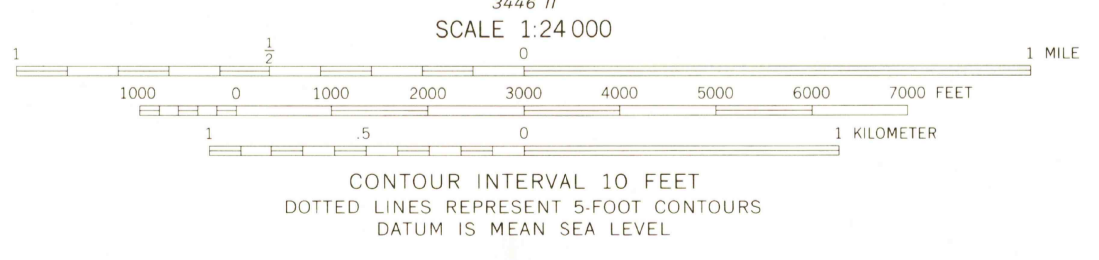 3446 II
SCALE 1:24 000
1 1/2 0 1 MILE
1000 0 1000 2000 3000 4000 5000 6000 7000 FEET
1 .5 0 1 KILOMETER
CONTOUR INTERVAL 10 FEET
DOTTED LINES REPRESENT 5-FOOT CONTOURS
DATUM IS MEAN SEA LEVEL